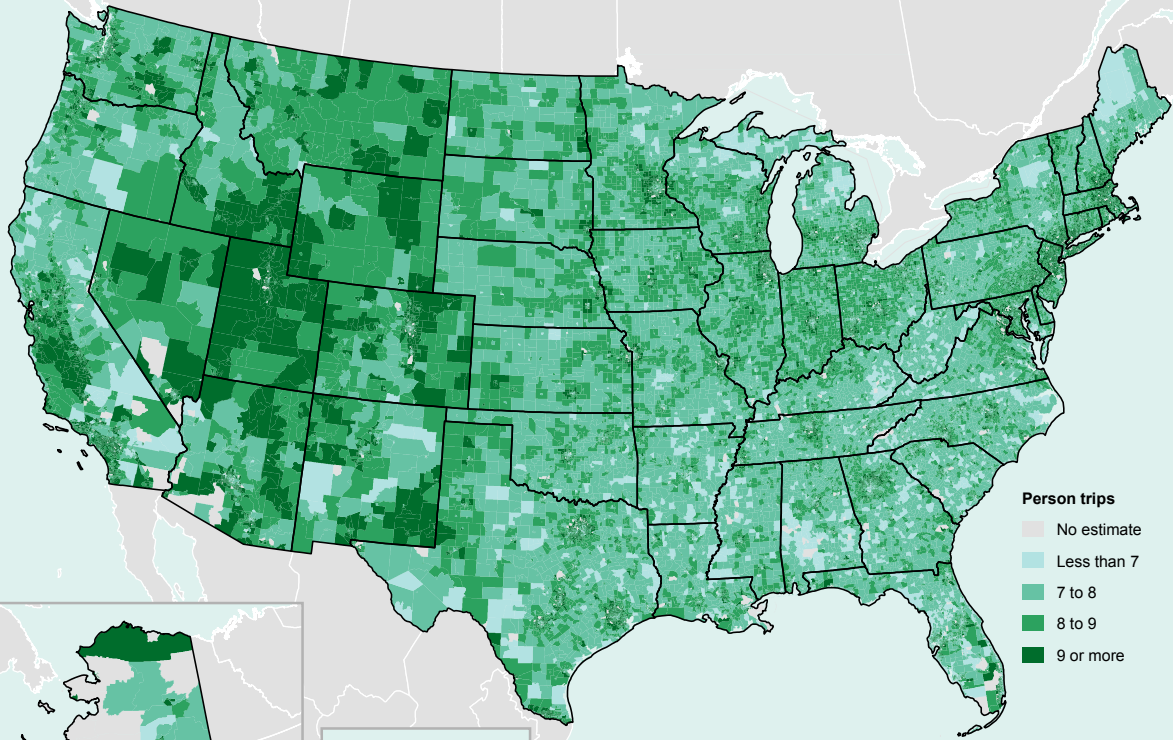 Person trips
No estimate
Less than 7
7 to 8
8 to 9
9 or more